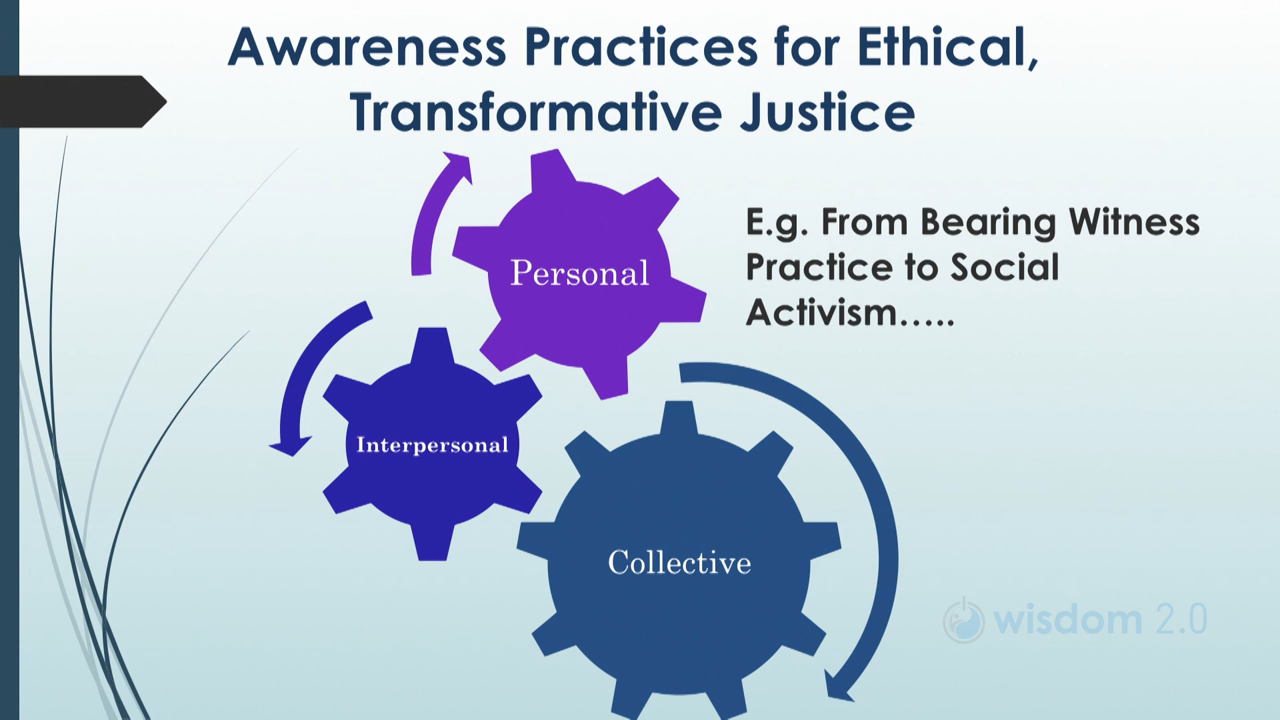 Awareness Practices for Ethical,
Transformative Justice
Personal
E.g. From Bearing Witness
Practice to Social
Activism.....
Interpersonal
Collective
wisdom 2.0